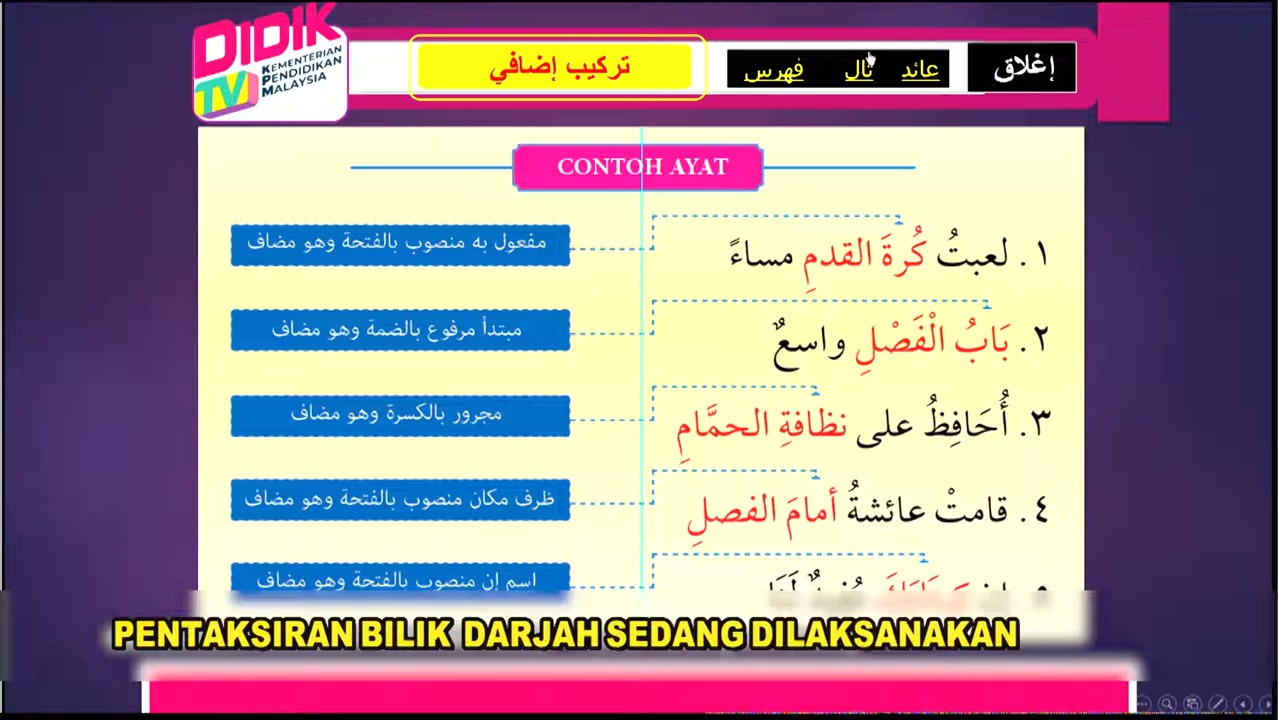 DIDIK
TV
KEMENTERIAN
PENDIDIKAN
MALAYSIA
تركيب إضافي
فهرس
تال
عائد
إغلاق
CONTOH AYAT
١. لعبتُ كُرةَ القدمِ مساءً
مفعول به منصوب بالفتحة وهو مضاف
٢. بَابُ الْفَصْلِ واسعٌ
مبتدأ مرفوع بالضمة وهو مضاف
٣. أُحَافِظُ على نظافةِ الحمَّامِ
مجرور بالكسرة وهو مضاف
٤. قامتْ عائشةُ أمامَ الفصلِ
ظرف مكان منصوب بالفتحة وهو مضاف
اسم إن منصوب بالفتحة وهو مضاف
PENTAKSIRAN BILIK DARJAH SEDANG DILAKSANAKAN